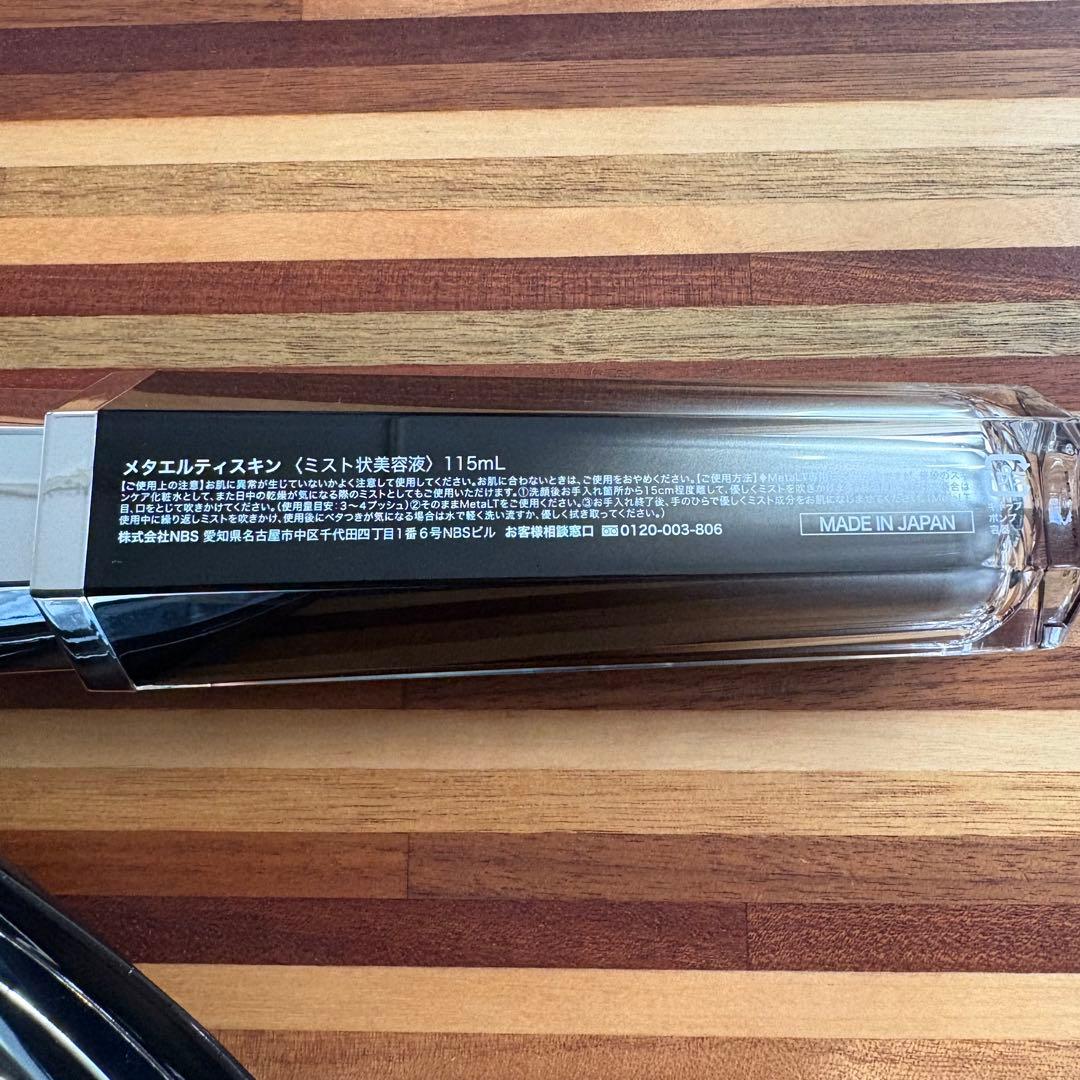 メタエルティスキン〈ミスト状美容液〉115mL
【ご使用上の注意】お肌に異常が生じていないかよく注意して使用してください。お肌に合わないときは、ご使用をおやめください。【ご使用方法】♦MetaLT
ンケア化粧水として、また日中の乾燥が気になる際のミストとしてもご使用いただけます。①洗顔後お手入れ箇所から15cm程度離して、優しくミストを吹き
目、口をとじて吹きかけてください。(使用量目安:3〜4プッシュ)②そのままMetaLTをご使用ください。③お手入れ終了後、手のひらで優しくミスト成分をお肌に
使用中に繰り返しミストを吹きかけ、使用後にベタつきが気になる場合は水で軽く洗い流すか、優しく拭き取ってください。)
株式会社NBS 愛知県名古屋市中区千代田四丁目1番6号NBSビル お客様相談窓口 0120-003-806
MADE IN JAPAN